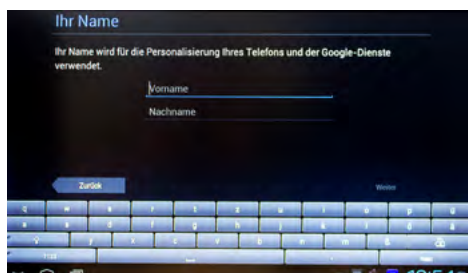 Ihr Name
Ihr Name wird für die Personalisierung Ihres Telefons und der Google-Dienste
verwendet.
Vorname
Nachname
Zurück
Weiter